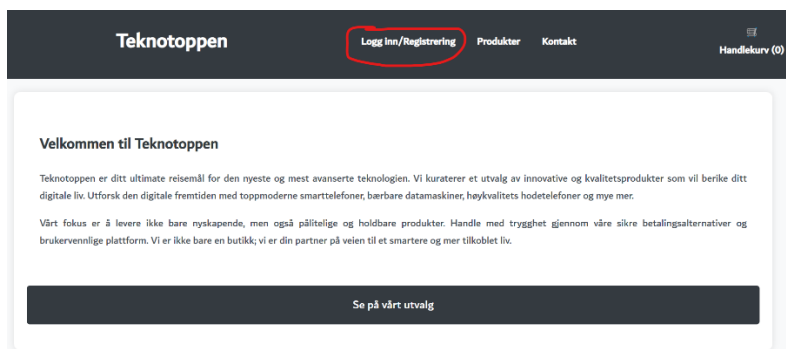 Teknotoppen
Logg inn/Registrering
Produkter
Kontakt
Handlekurv (0)
Velkommen til Teknotoppen
Teknotoppen er ditt ultimate reisemål for den nyeste og mest avanserte teknologien. Vi kuraterer et utvalg av innovative og kvalitetsprodukter som vil berike ditt
digitale liv. Utforsk den digitale fremtiden med toppmoderne smarttelefoner, bærbare datamaskiner, høykvalitets hodetelefoner og mye mer.
Vårt fokus er å levere ikke bare nyskapende, men også pålitelige og holdbare produkter. Handle med trygghet gjennom våre sikre betalingsalternativer og
brukervennlige plattform. Vi er ikke bare en butikk; vi er din partner på veien til et smartere og mer tilkoblet liv.
Se på vårt utvalg